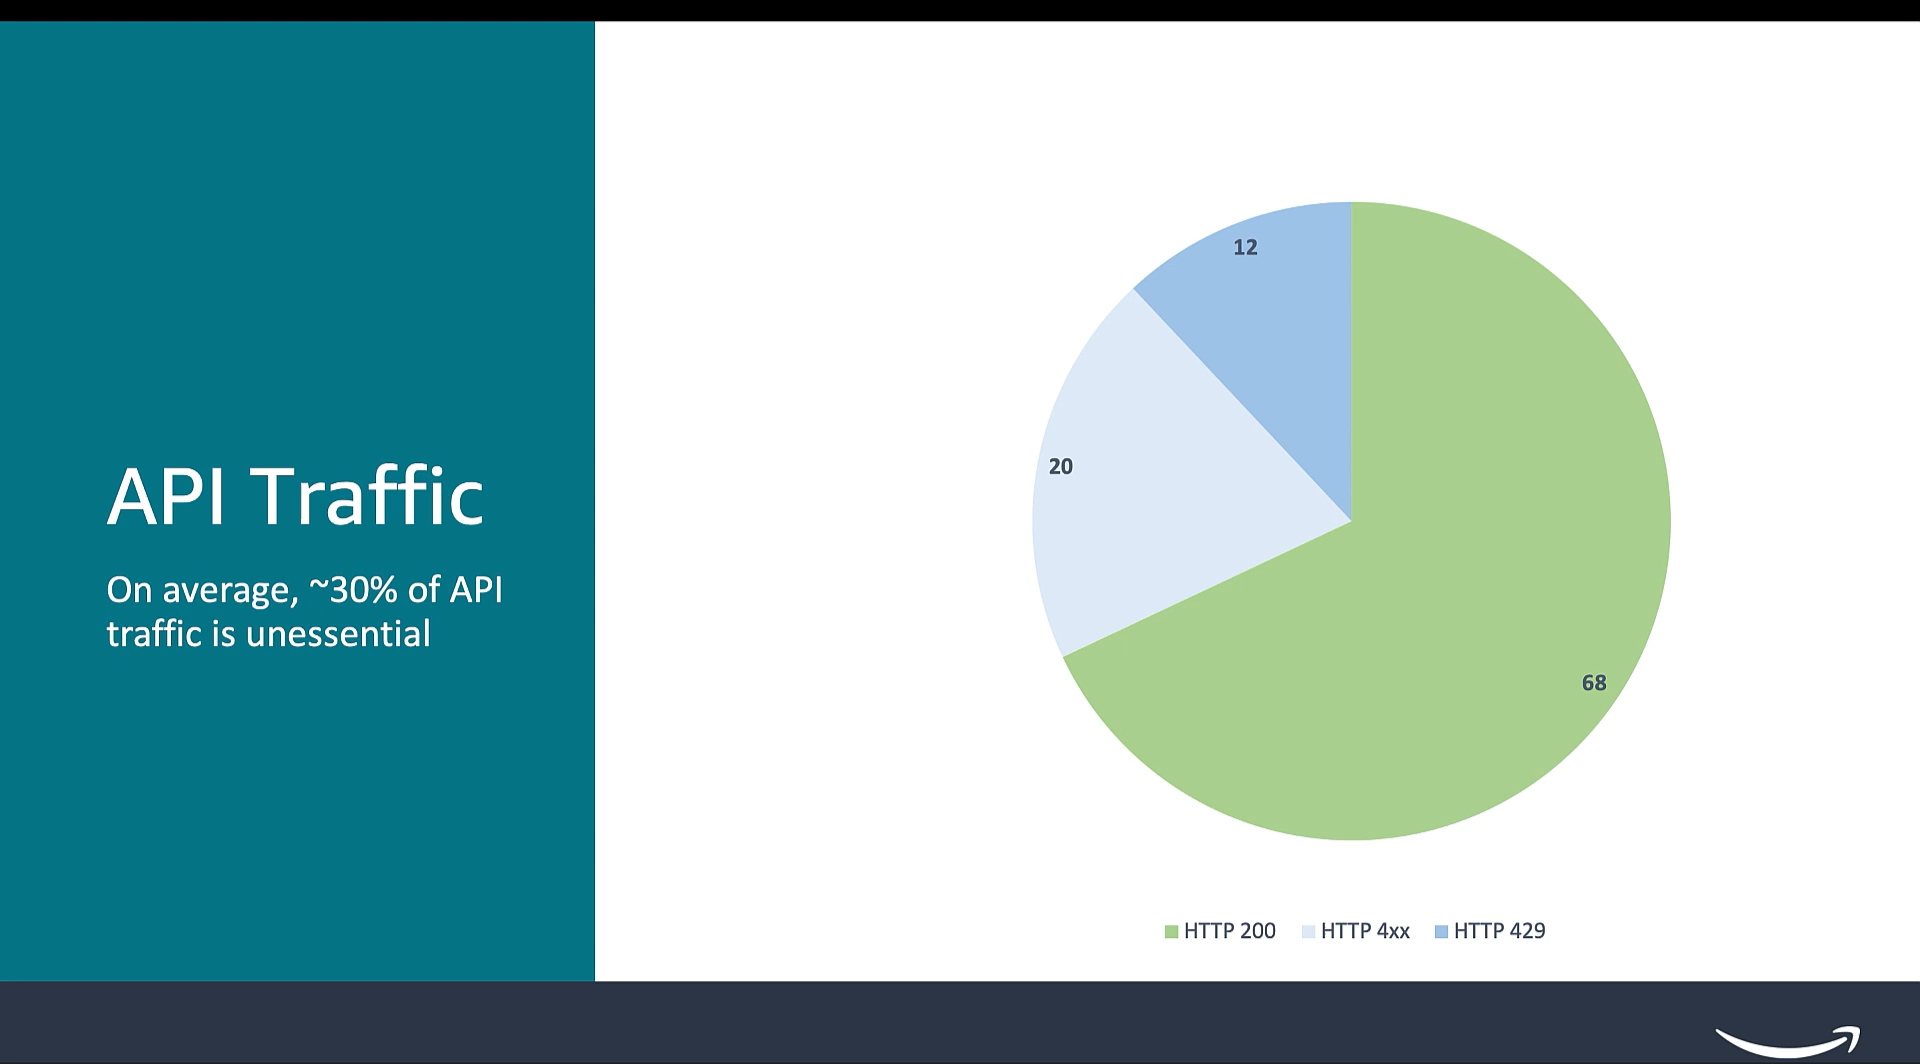 API Traffic
On average, ~30% of API
traffic is unessential
12
20
68
HTTP 200 HTTP 4xx HTTP 429